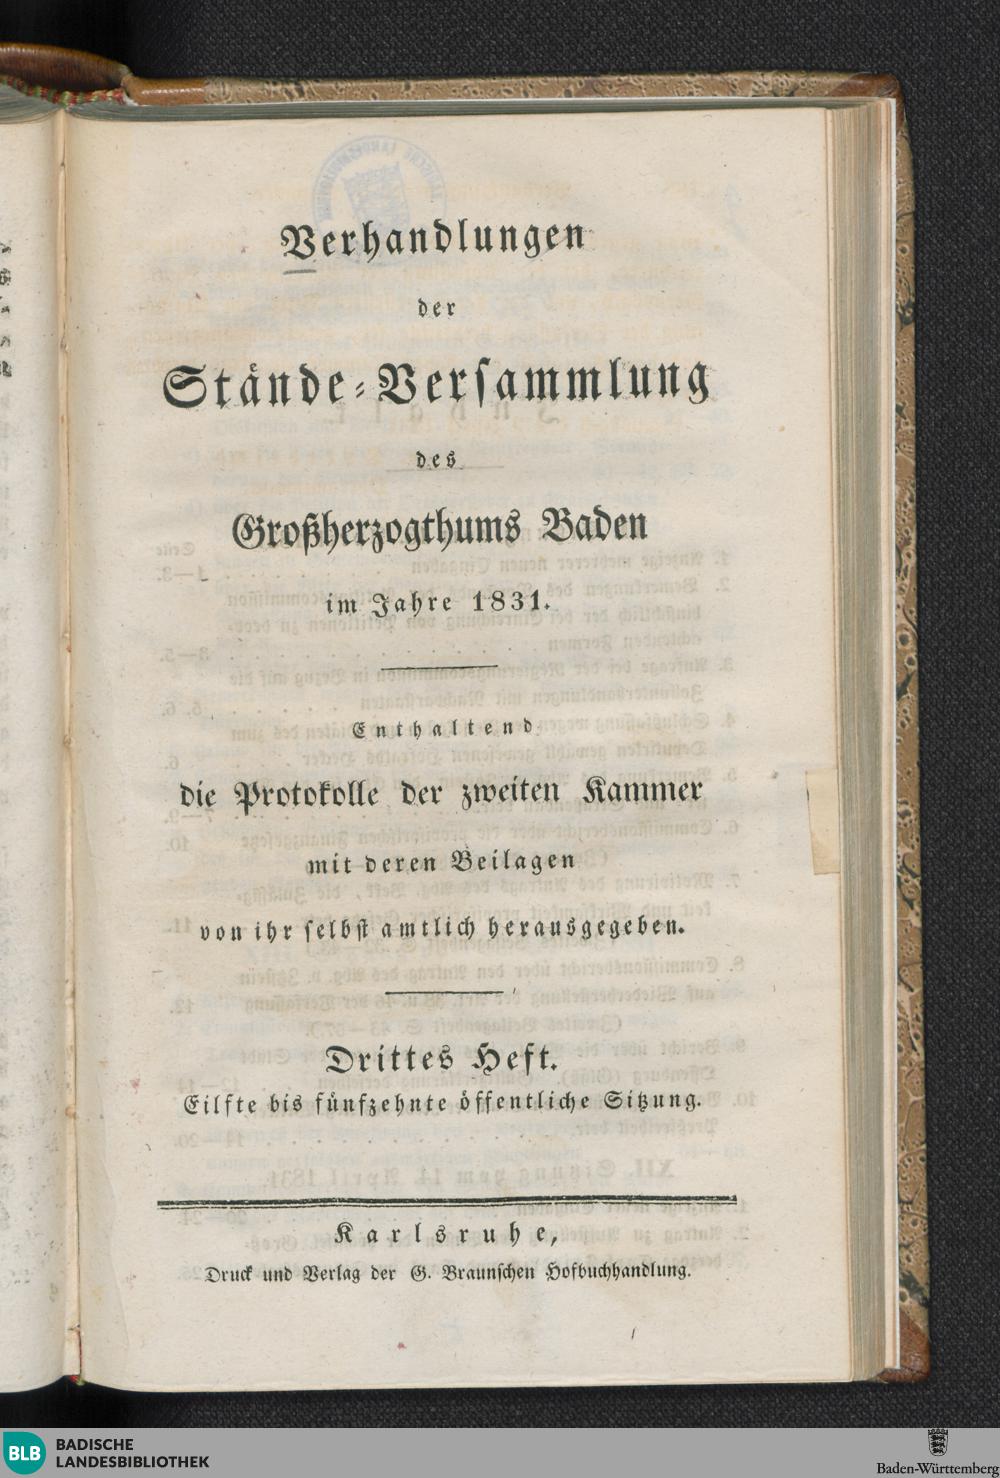 Verhandlungen
der
Stände-Versammlung
des
Großherzogthums Baden
im Jahre 1831.
Enthaltend
die Protokolle der zweiten Kammer
mit deren Beilagen
von ihr selbst amtlich herausgegeben.
Drittes Heft.
Eilfte bis fünfzehnte öffentliche Sitzung.
Karlsruhe,
Druck und Verlag der G. Braunschen Hofbuchhandlung.
BLB
BADISCHE
LANDESBIBLIOTHEK
Baden-Württemberg